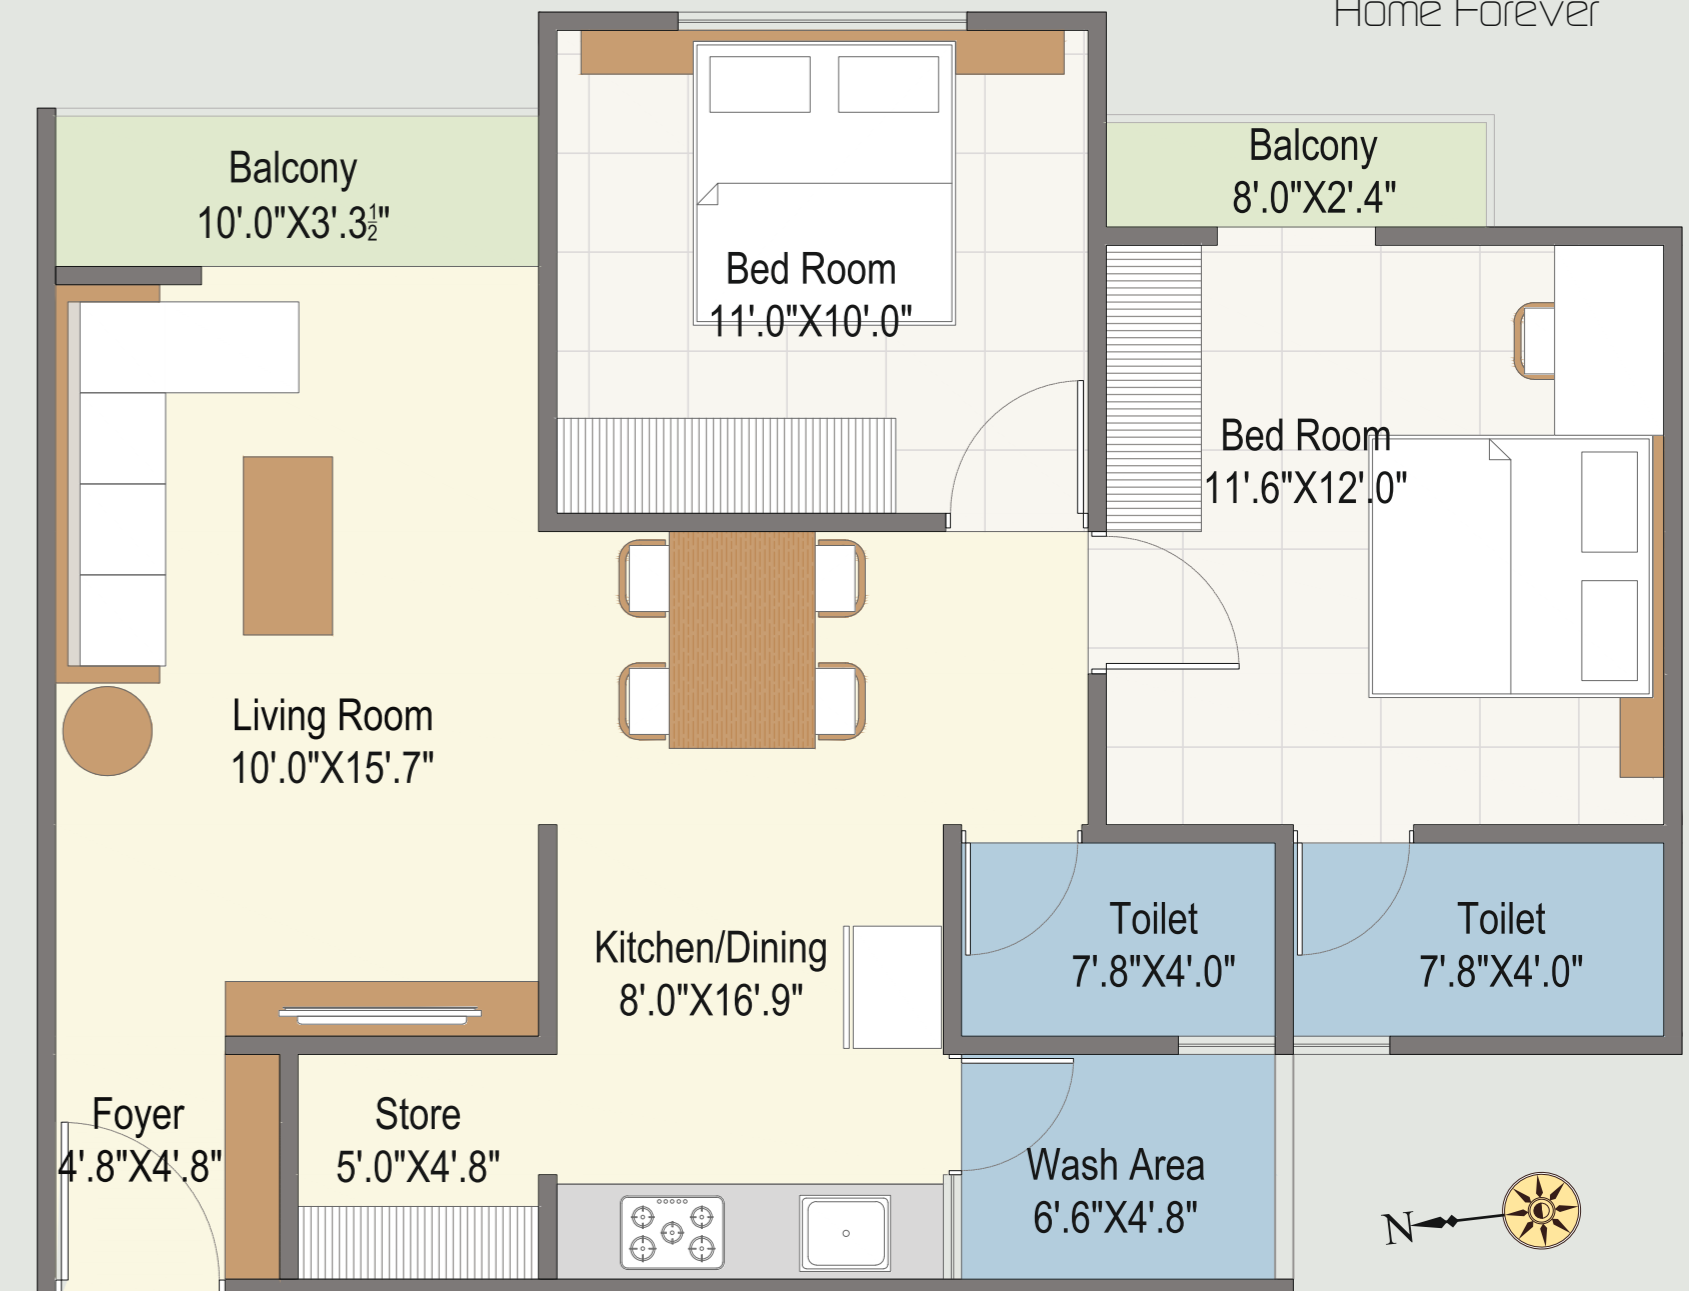 Home Forever
Balcony
10'.0"X3'.3½"
Balcony
8'.0"X2'.4"
Bed Room
11'.0"X10'.0"
Bed Room
11'.6"X12'.0"
Living Room
10'.0"X15'.7"
Kitchen/Dining
8'.0"X16'.9"
Toilet
7'.8"X4'.0"
Toilet
7'.8"X4'.0"
Foyer
4'.8"X4'.8"
Store
5'.0"X4'.8"
Wash Area
6'.6"X4'.8"
N